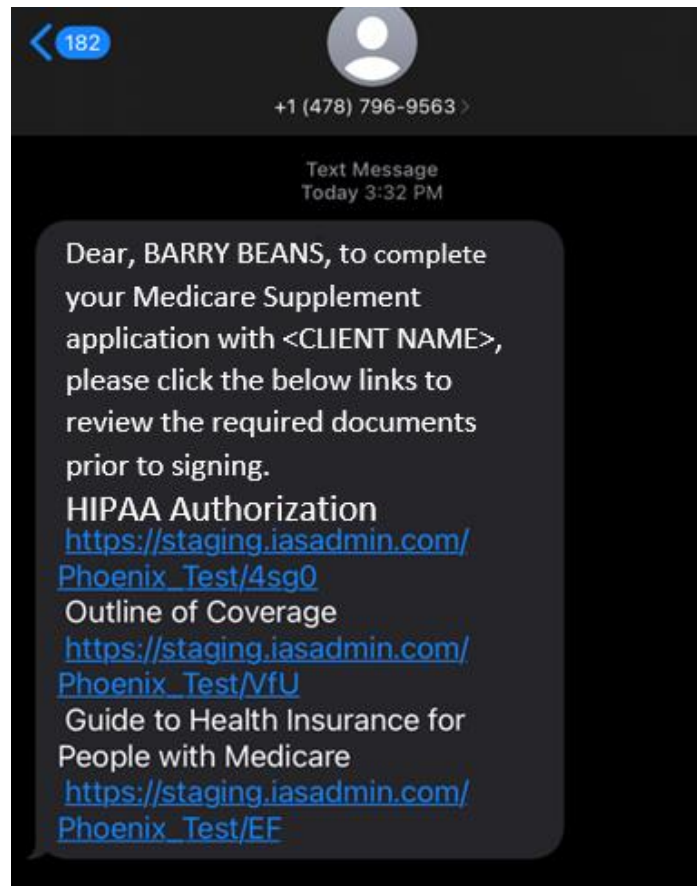 182
+1 (478) 796-9563 >
Text Message
Today 3:32 PM
Dear, BARRY BEANS, to complete
your Medicare Supplement
application with <CLIENT NAME>,
please click the below links to
review the required documents
prior to signing.
HIPAA Authorization
https://staging.iasadmin.com/
Phoenix_Test/4sg0
Outline of Coverage
https://staging.iasadmin.com/
Phoenix_Test/VfU
Guide to Health Insurance for
People with Medicare
https://staging.iasadmin.com/
Phoenix_Test/EF